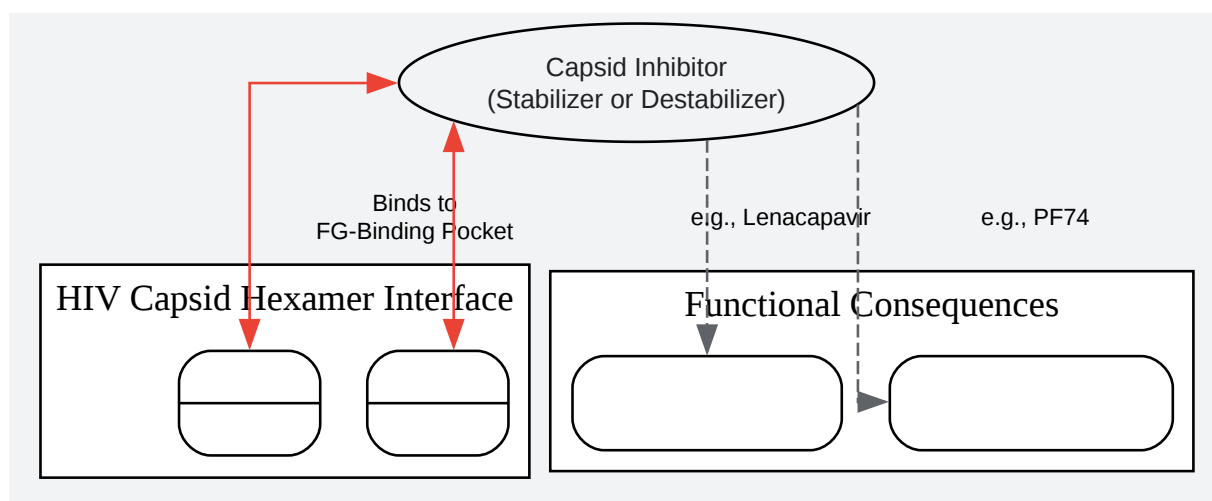 Capsid Inhibitor
(Stabilizer or Destabilizer)
Binds to
FG-Binding Pocket
e.g., Lenacapavir
e.g., PF74
HIV Capsid Hexamer Interface
Functional Consequences